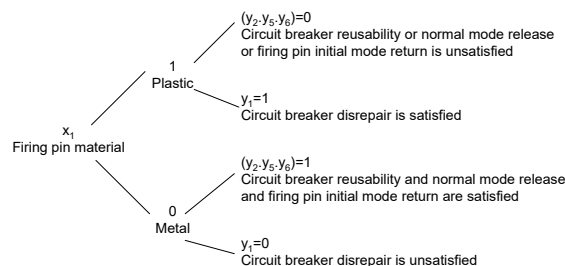 (y2.y5.y6)=0
Circuit breaker reusability or normal mode release
or firing pin initial mode return is unsatisfied
1
Plastic
y1=1
Circuit breaker disrepair is satisfied
x1
Firing pin material
(y2.y5.y6)=1
Circuit breaker reusability and normal mode release
and firing pin initial mode return are satisfied
0
Metal
y1=0
Circuit breaker disrepair is unsatisfied